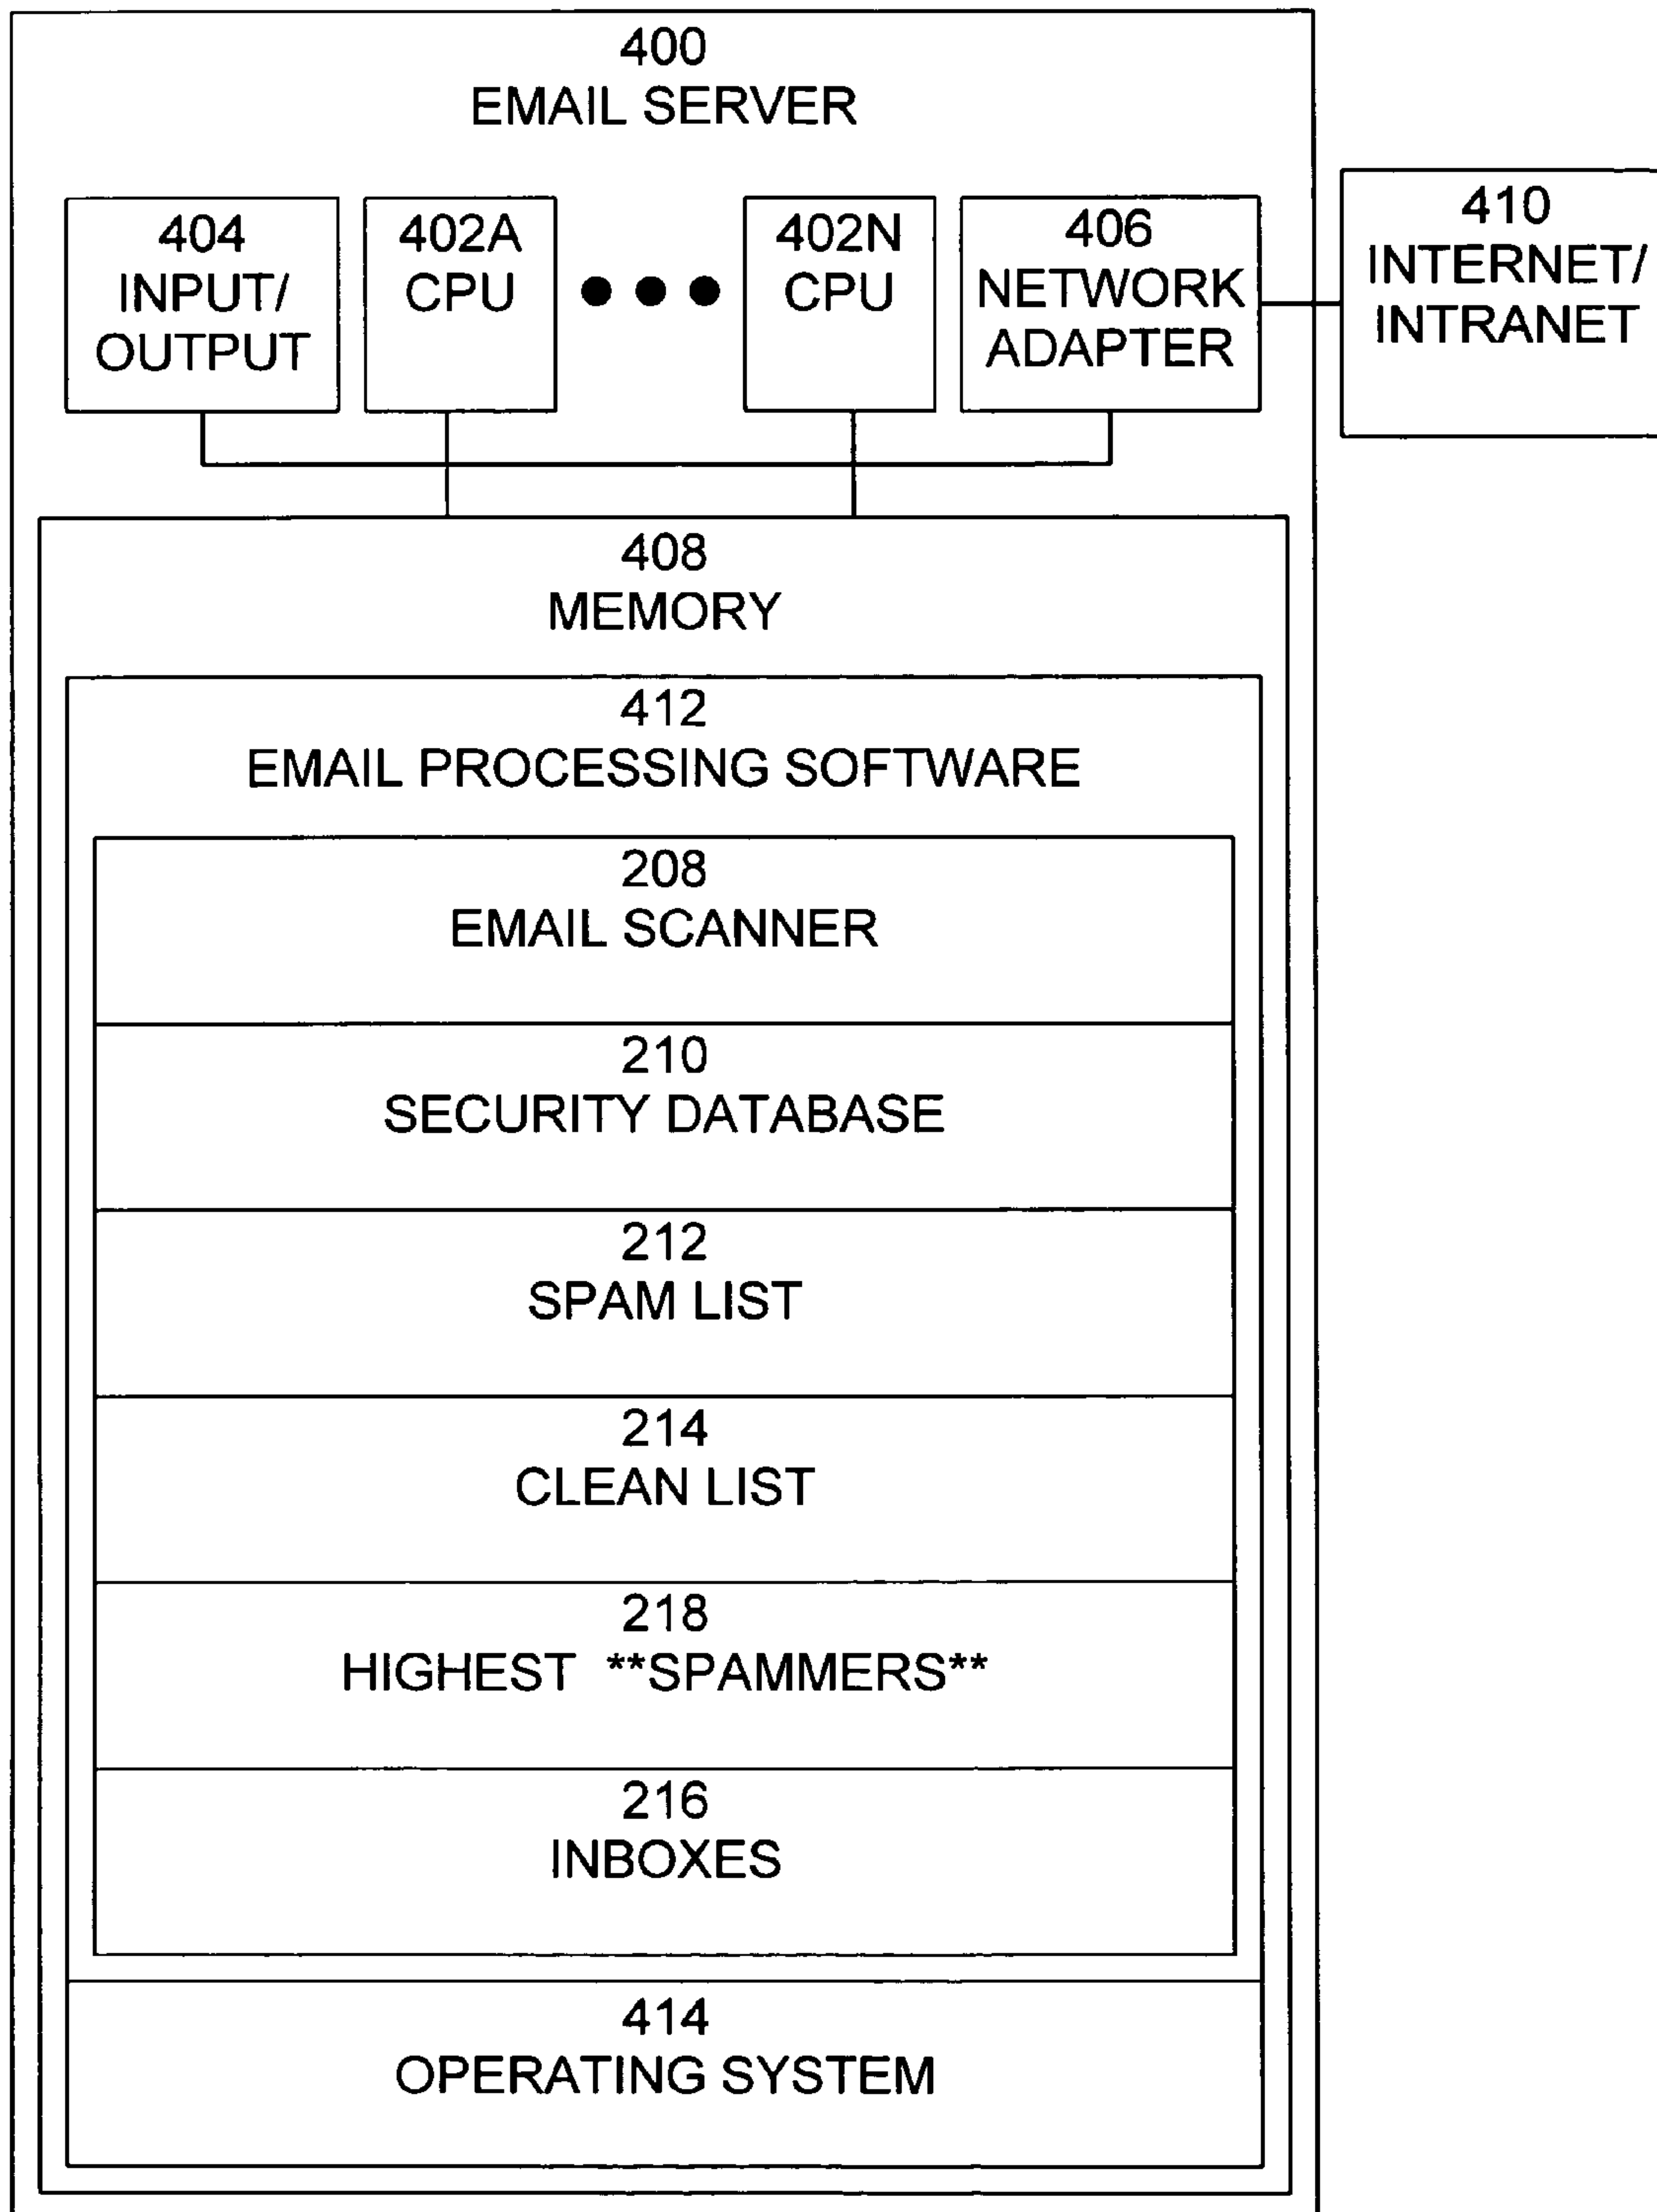 400
EMAIL SERVER
404
INPUT/
OUTPUT
402A
CPU
402N
CPU
406
NETWORK
ADAPTER
410
INTERNET/
INTRANET
408
MEMORY
412
EMAIL PROCESSING SOFTWARE
208
EMAIL SCANNER
210
SECURITY DATABASE
212
SPAM LIST
214
CLEAN LIST
218
HIGHEST **SPAMMERS**
216
INBOXES
414
OPERATING SYSTEM